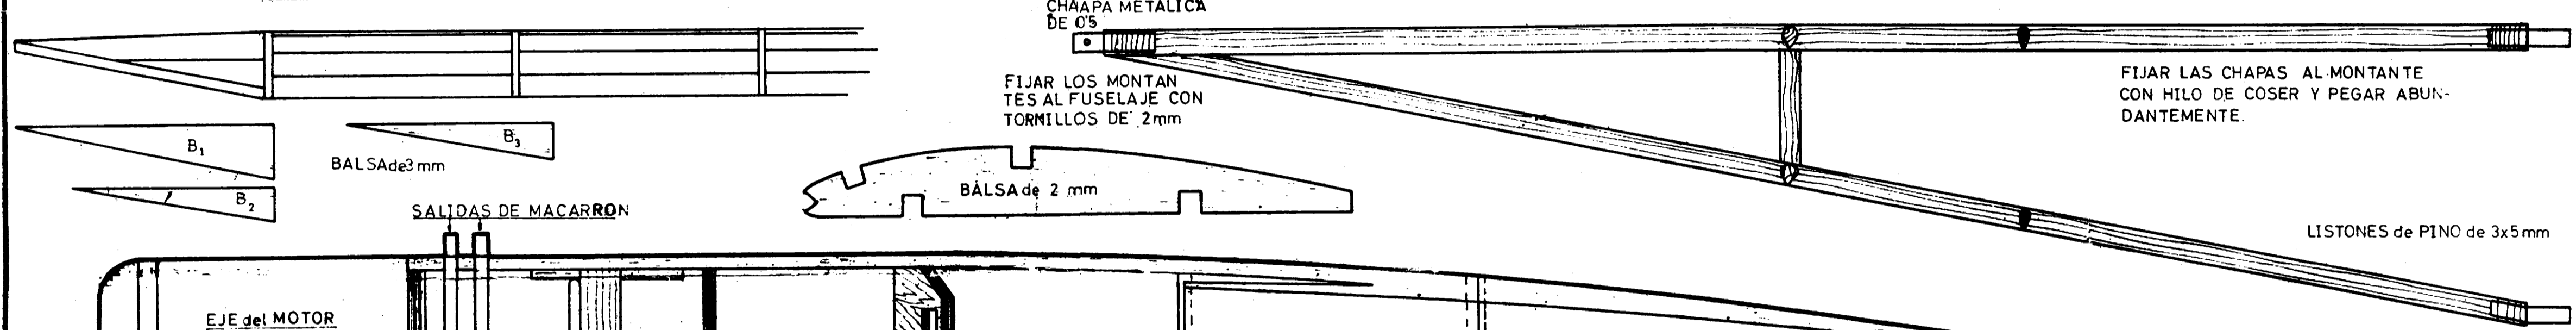 CHAAPA METALICA
DE 0'5
FIJAR LOS MONTAN
TES AL FUSELAJE CON
TORNILLOS DE 2mm
FIJAR LAS CHAPAS AL MONTANTE
CON HILO DE COSER Y PEGAR ABUN-
DANTEMENTE.
B1
B3
BALSA de 3 mm
B2
BALSA de 2 mm
SALIDAS DE MACARRON
LISTONES de PINO de 3x5mm
EJE del MOTOR